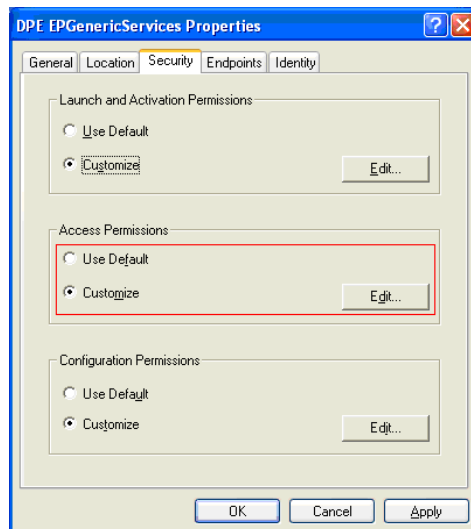 DPE EPGenericServices Properties
General Location Security Endpoints Identity
Launch and Activation Permissions
Use Default
Customize
Edit...
Access Permissions
Use Default
Customize
Edit...
Configuration Permissions
Use Default
Customize
Edit...
OK Cancel Apply